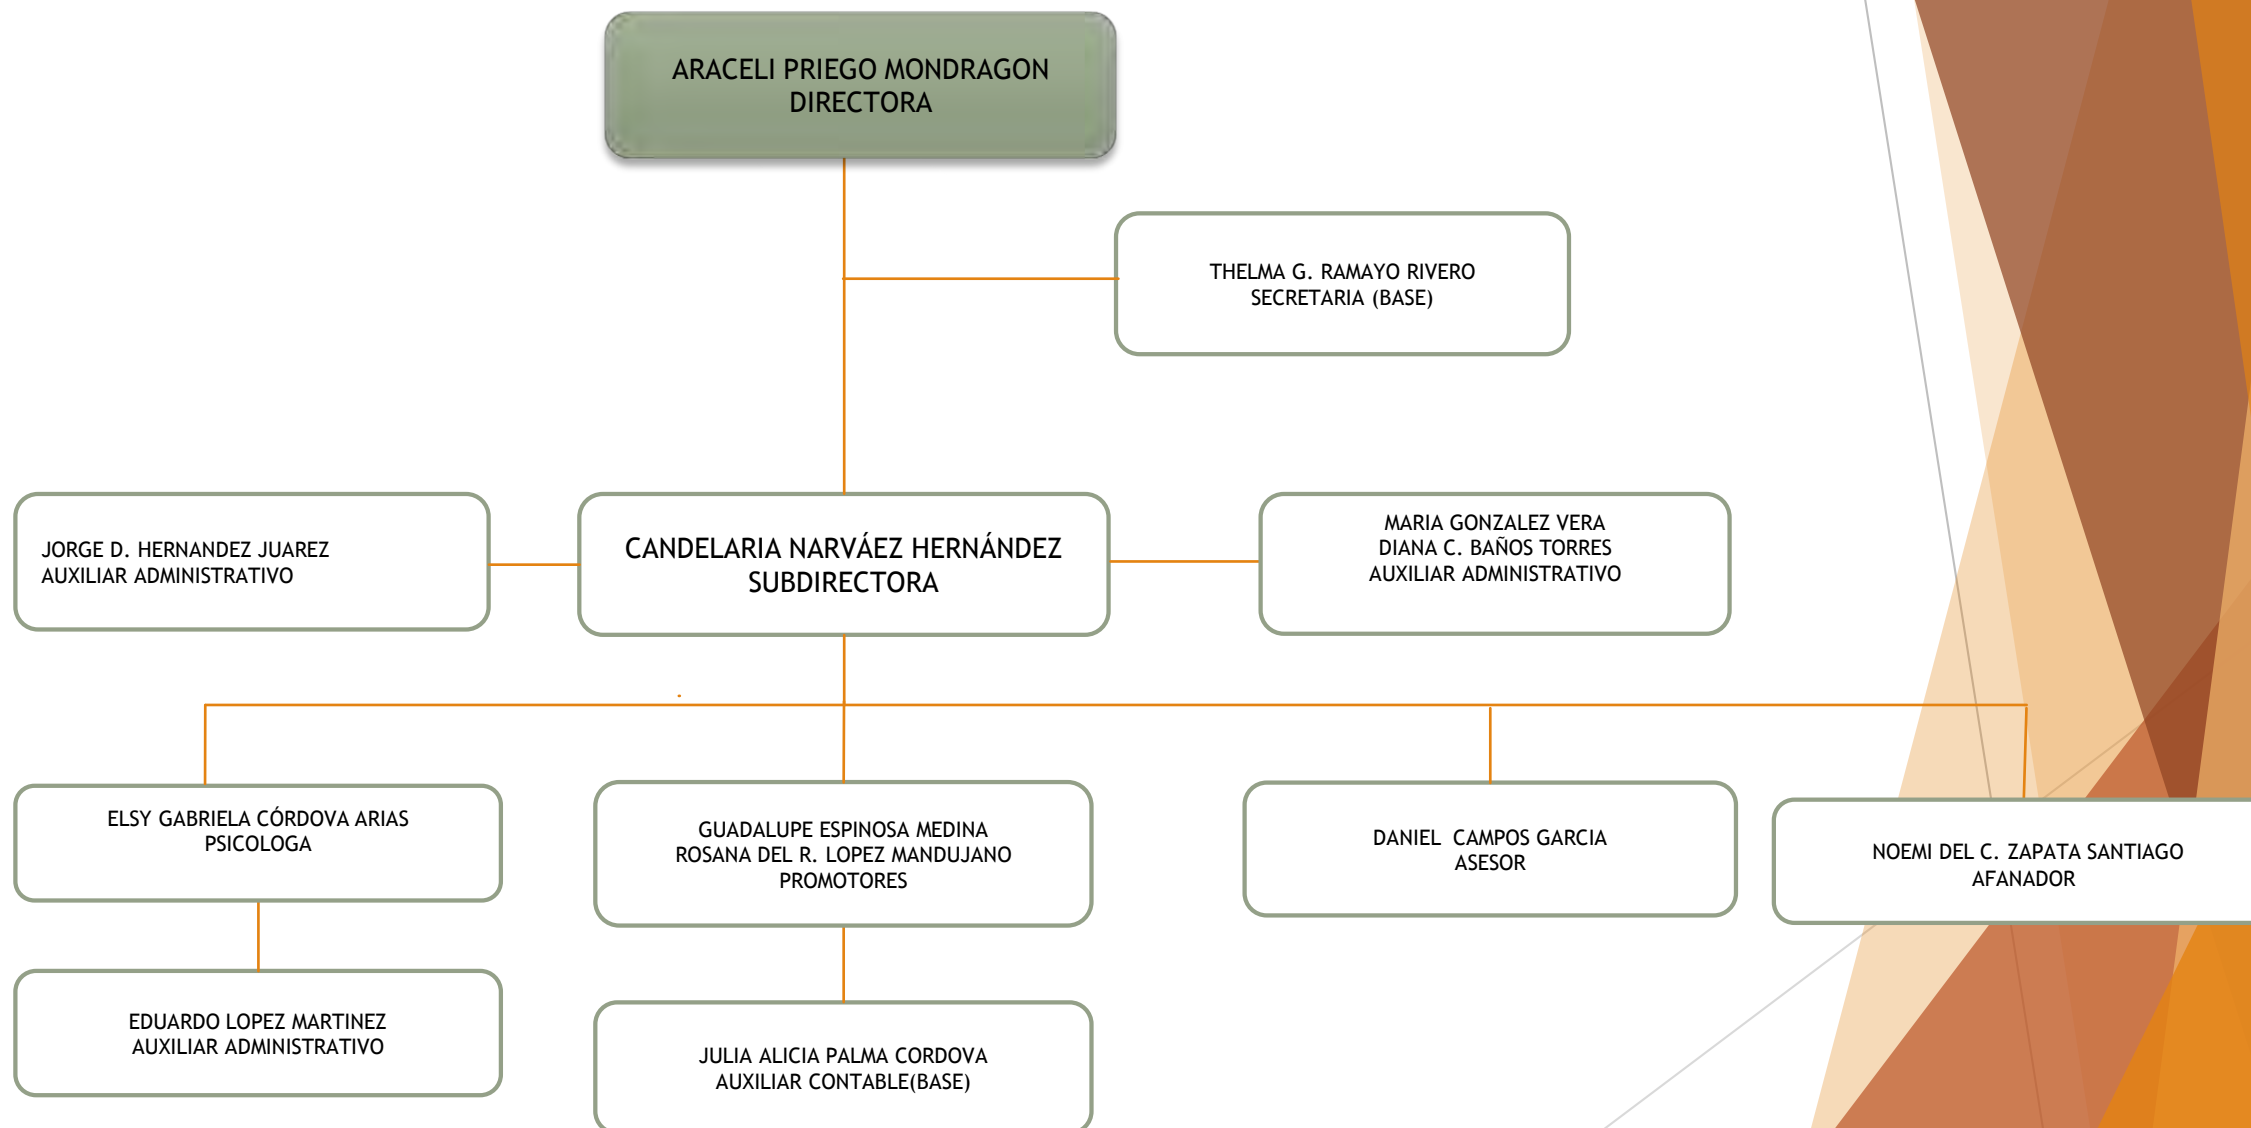 ARACELI PRIEGO MONDRAGON
DIRECTORA
THELMA G. RAMAYO RIVERO
SECRETARIA (BASE)
JORGE D. HERNANDEZ JUAREZ
AUXILIAR ADMINISTRATIVO
CANDELARIA NARVÁEZ HERNÁNDEZ
SUBDIRECTORA
MARIA GONZALEZ VERA
DIANA C. BAÑOS TORRES
AUXILIAR ADMINISTRATIVO
ELSY GABRIELA CÓRDOVA ARIAS
PSICOLOGA
GUADALUPE ESPINOSA MEDINA
ROSANA DEL R. LOPEZ MANDUJANO
PROMOTORES
DANIEL  CAMPOS GARCIA
ASESOR
NOEMI DEL C. ZAPATA SANTIAGO
AFANADOR
EDUARDO LOPEZ MARTINEZ
AUXILIAR ADMINISTRATIVO
JULIA ALICIA PALMA CORDOVA
AUXILIAR CONTABLE(BASE)